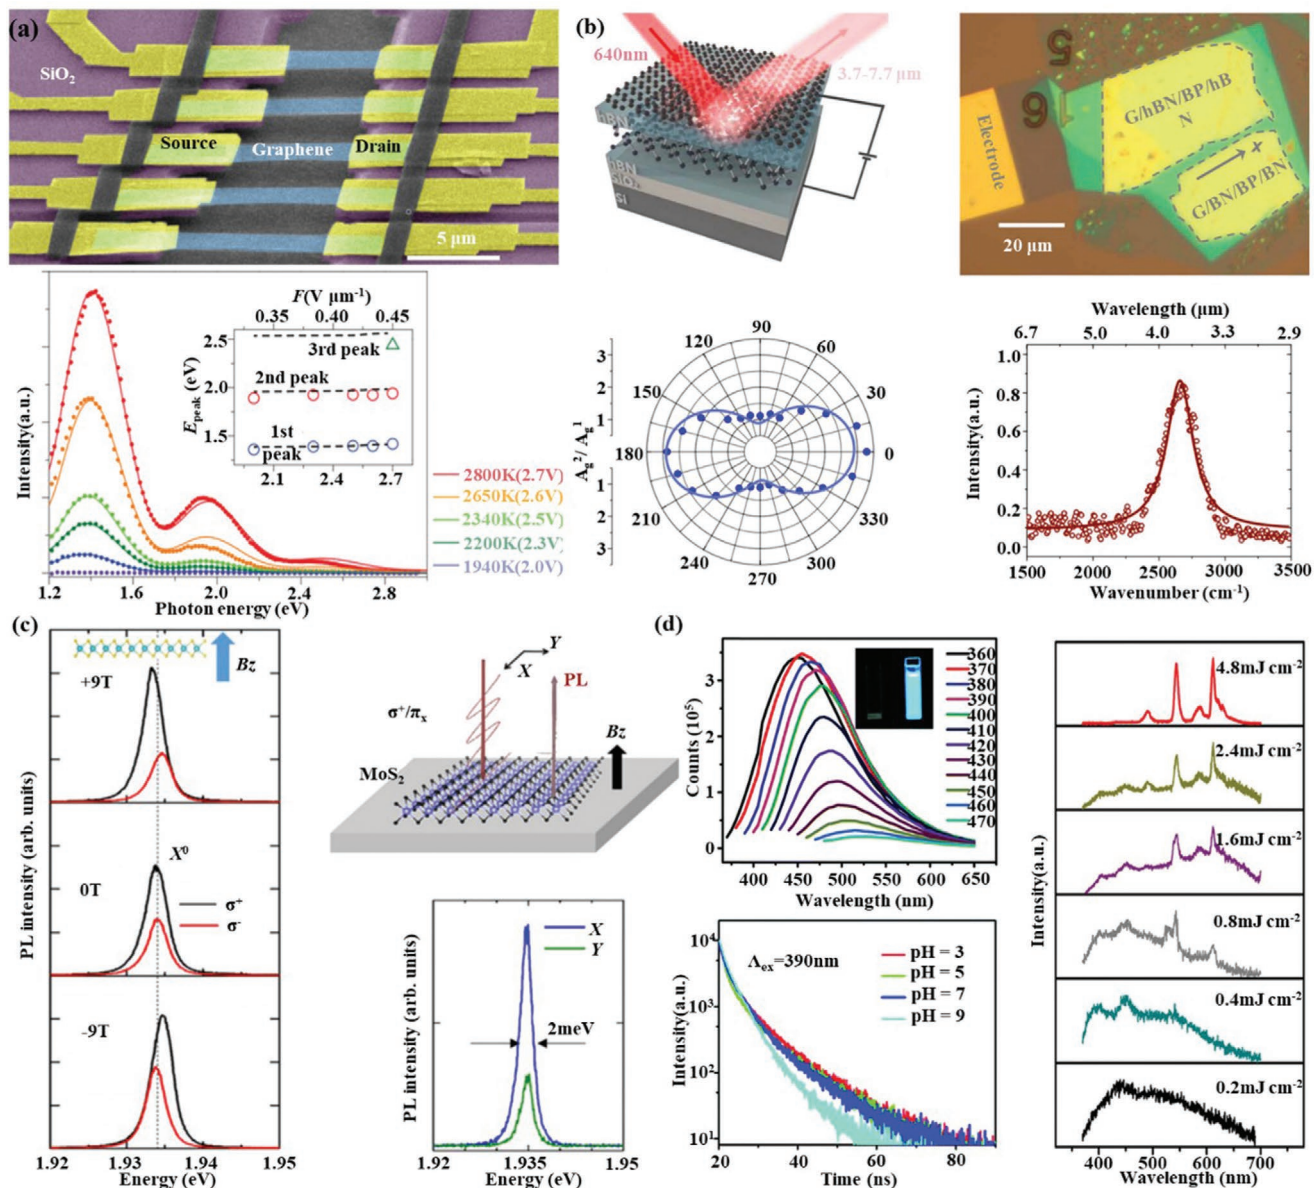 (a)
SiO2
Source
Graphene
Drain
5 μm
F(V μm-1)
0.35
0.40
0.45
2.5
2.0
1.5
Epeak (eV)
3rd peak
2nd peak
1st
peak
2.1
2.4
2.7
Intensity(a.u.)
2800K(2.7V)
2650K(2.6V)
2340K(2.5V)
2200K(2.3V)
1940K(2.0V)
1.2
1.6
2.0
2.4
2.8
Photon energy (eV)
(b)
640nm
3.7-7.7 μm
hBN
hBN
SiO2
Si
5
16
Electrode
G/hBN/BP/hB
N
X
G/BN/BP/BN
20 μm
3
2
1
1
2
3
Ag2/ Ag1
90
120
60
150
30
180
0
210
330
240
300
270
Wavelength (μm)
6.7
5.0
4.0
3.3
2.9
1.0
0.8
0.6
0.4
0.2
0.0
Intensity(a.u.)
1500
2000
2500
3000
3500
Wavenumber (cm-1)
(c)
+9T
Bz
X0
0T
σ+
σ-
-9T
PL intensity (arb. units)
1.92
1.93
1.94
1.95
Energy (eV)
Y
X
PL
σ+/πx
Bz
MoS2
X
Y
2meV
PL intensity (arb. units)
1.92
1.935
1.95
Energy (eV)
(d)
3
2
1
0
Counts (105)
360
370
380
390
400
410
420
430
440
450
460
470
400
450
500
550
600
650
Wavelength (nm)
104
103
102
101
Intensity(a.u.)
Λex=390nm
pH = 3
pH = 5
pH = 7
pH = 9
20
40
60
80
Time (ns)
4.8mJ cm-2
2.4mJ cm-2
1.6mJ cm-2
0.8mJ cm-2
0.4mJ cm-2
0.2mJ cm-2
Intensity(a.u.)
400
500
600
700
Wavelength (nm)